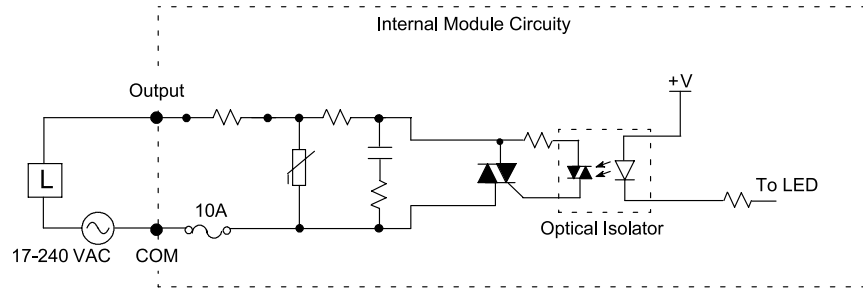 Internal Module Circuity
+V
Output
L
10A
To LED
17-240 VAC
COM
Optical Isolator